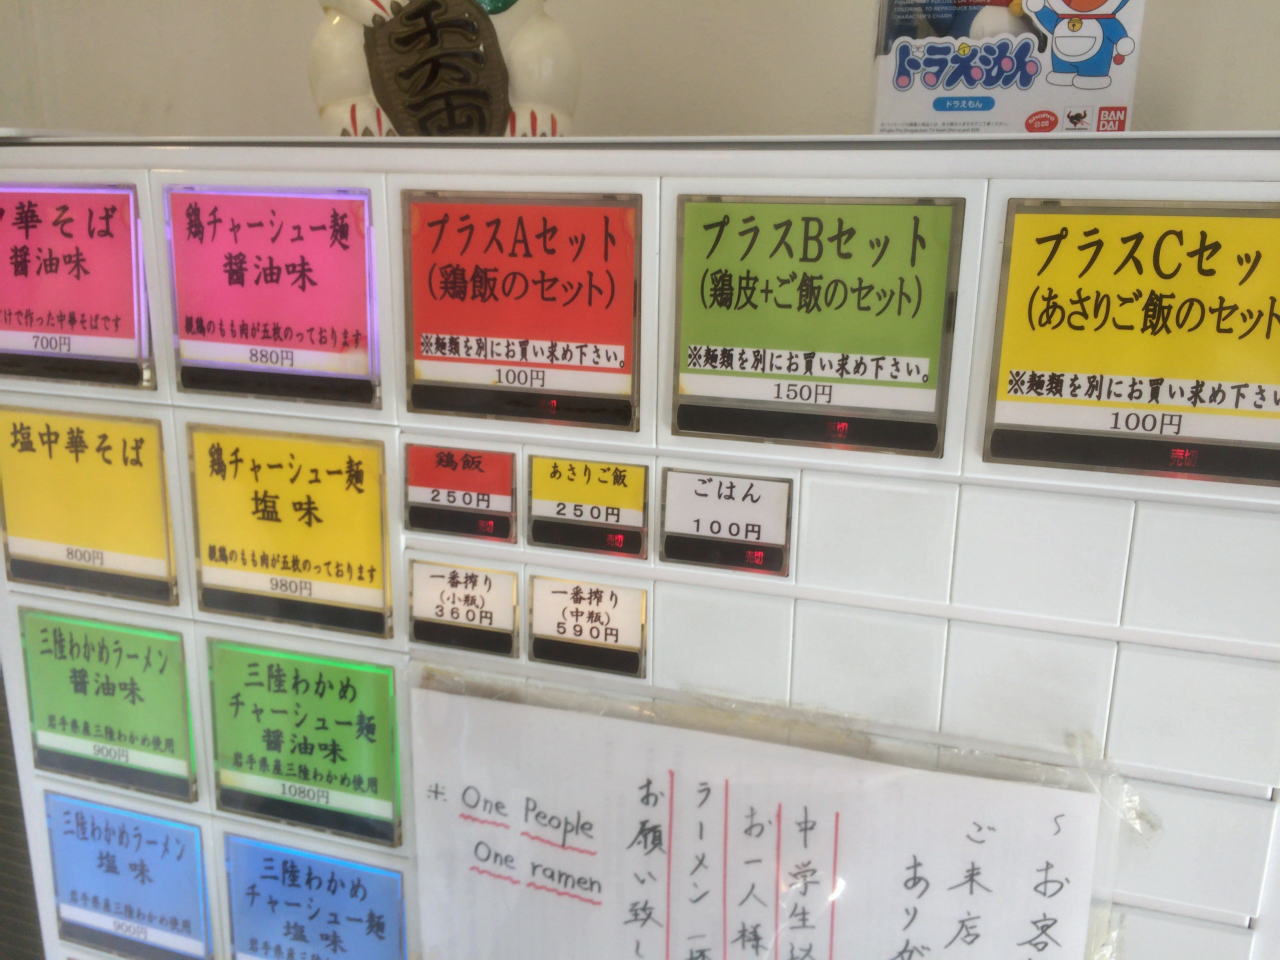 千万両
ドラえもん
ドラえもん
BAN
DAI
華そば
醤油味
けで作った中華そばです
700円
鶏チャーシュー麺
醤油味
親鶏のもも肉が五枚のっております
880円
プラスAセット
(鶏飯のセット)
※麺類を別にお買い求め下さい。
100円
売切
プラスBセット
(鶏皮+ご飯のセット)
※麺類を別にお買い求め下さい。
150円
売切
プラスCセッ
(あさりご飯のセット
※麺類を別にお買い求め下さい
100円
売切
塩中華そば
800円
鶏チャーシュー麺
塩味
親鶏のもも肉が五枚のっております
980円
鶏飯
250円
売切
あさりご飯
250円
売切
ごはん
100円
売切
一番搾り
(小瓶)
360円
一番搾り
(中瓶)
590円
三陸わかめラーメン
醤油味
岩手県産三陸わかめ使用
900円
三陸わかめ
チャーシュー麺
醤油味
岩手県産三陸わかめ使用
1080円
三陸わかめラーメン
塩味
岩手県産三陸わかめ使用
900円
三陸わかめ
チャーシュー麺
塩味
〜お客
ご来店
ありが
中学生以
お一人様
ラーメン一杯
お願い致し
※ One People
One ramen